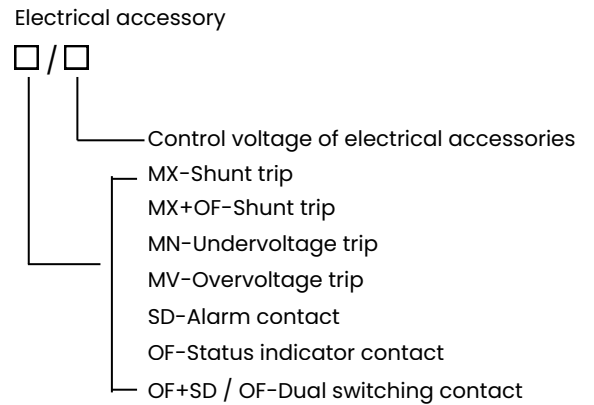 Electrical accessory
□/□
Control voltage of electrical accessories
MX-Shunt trip
MX+OF-Shunt trip
MN-Undervoltage trip
MV-Overvoltage trip
SD-Alarm contact
OF-Status indicator contact
OF+SD / OF-Dual switching contact